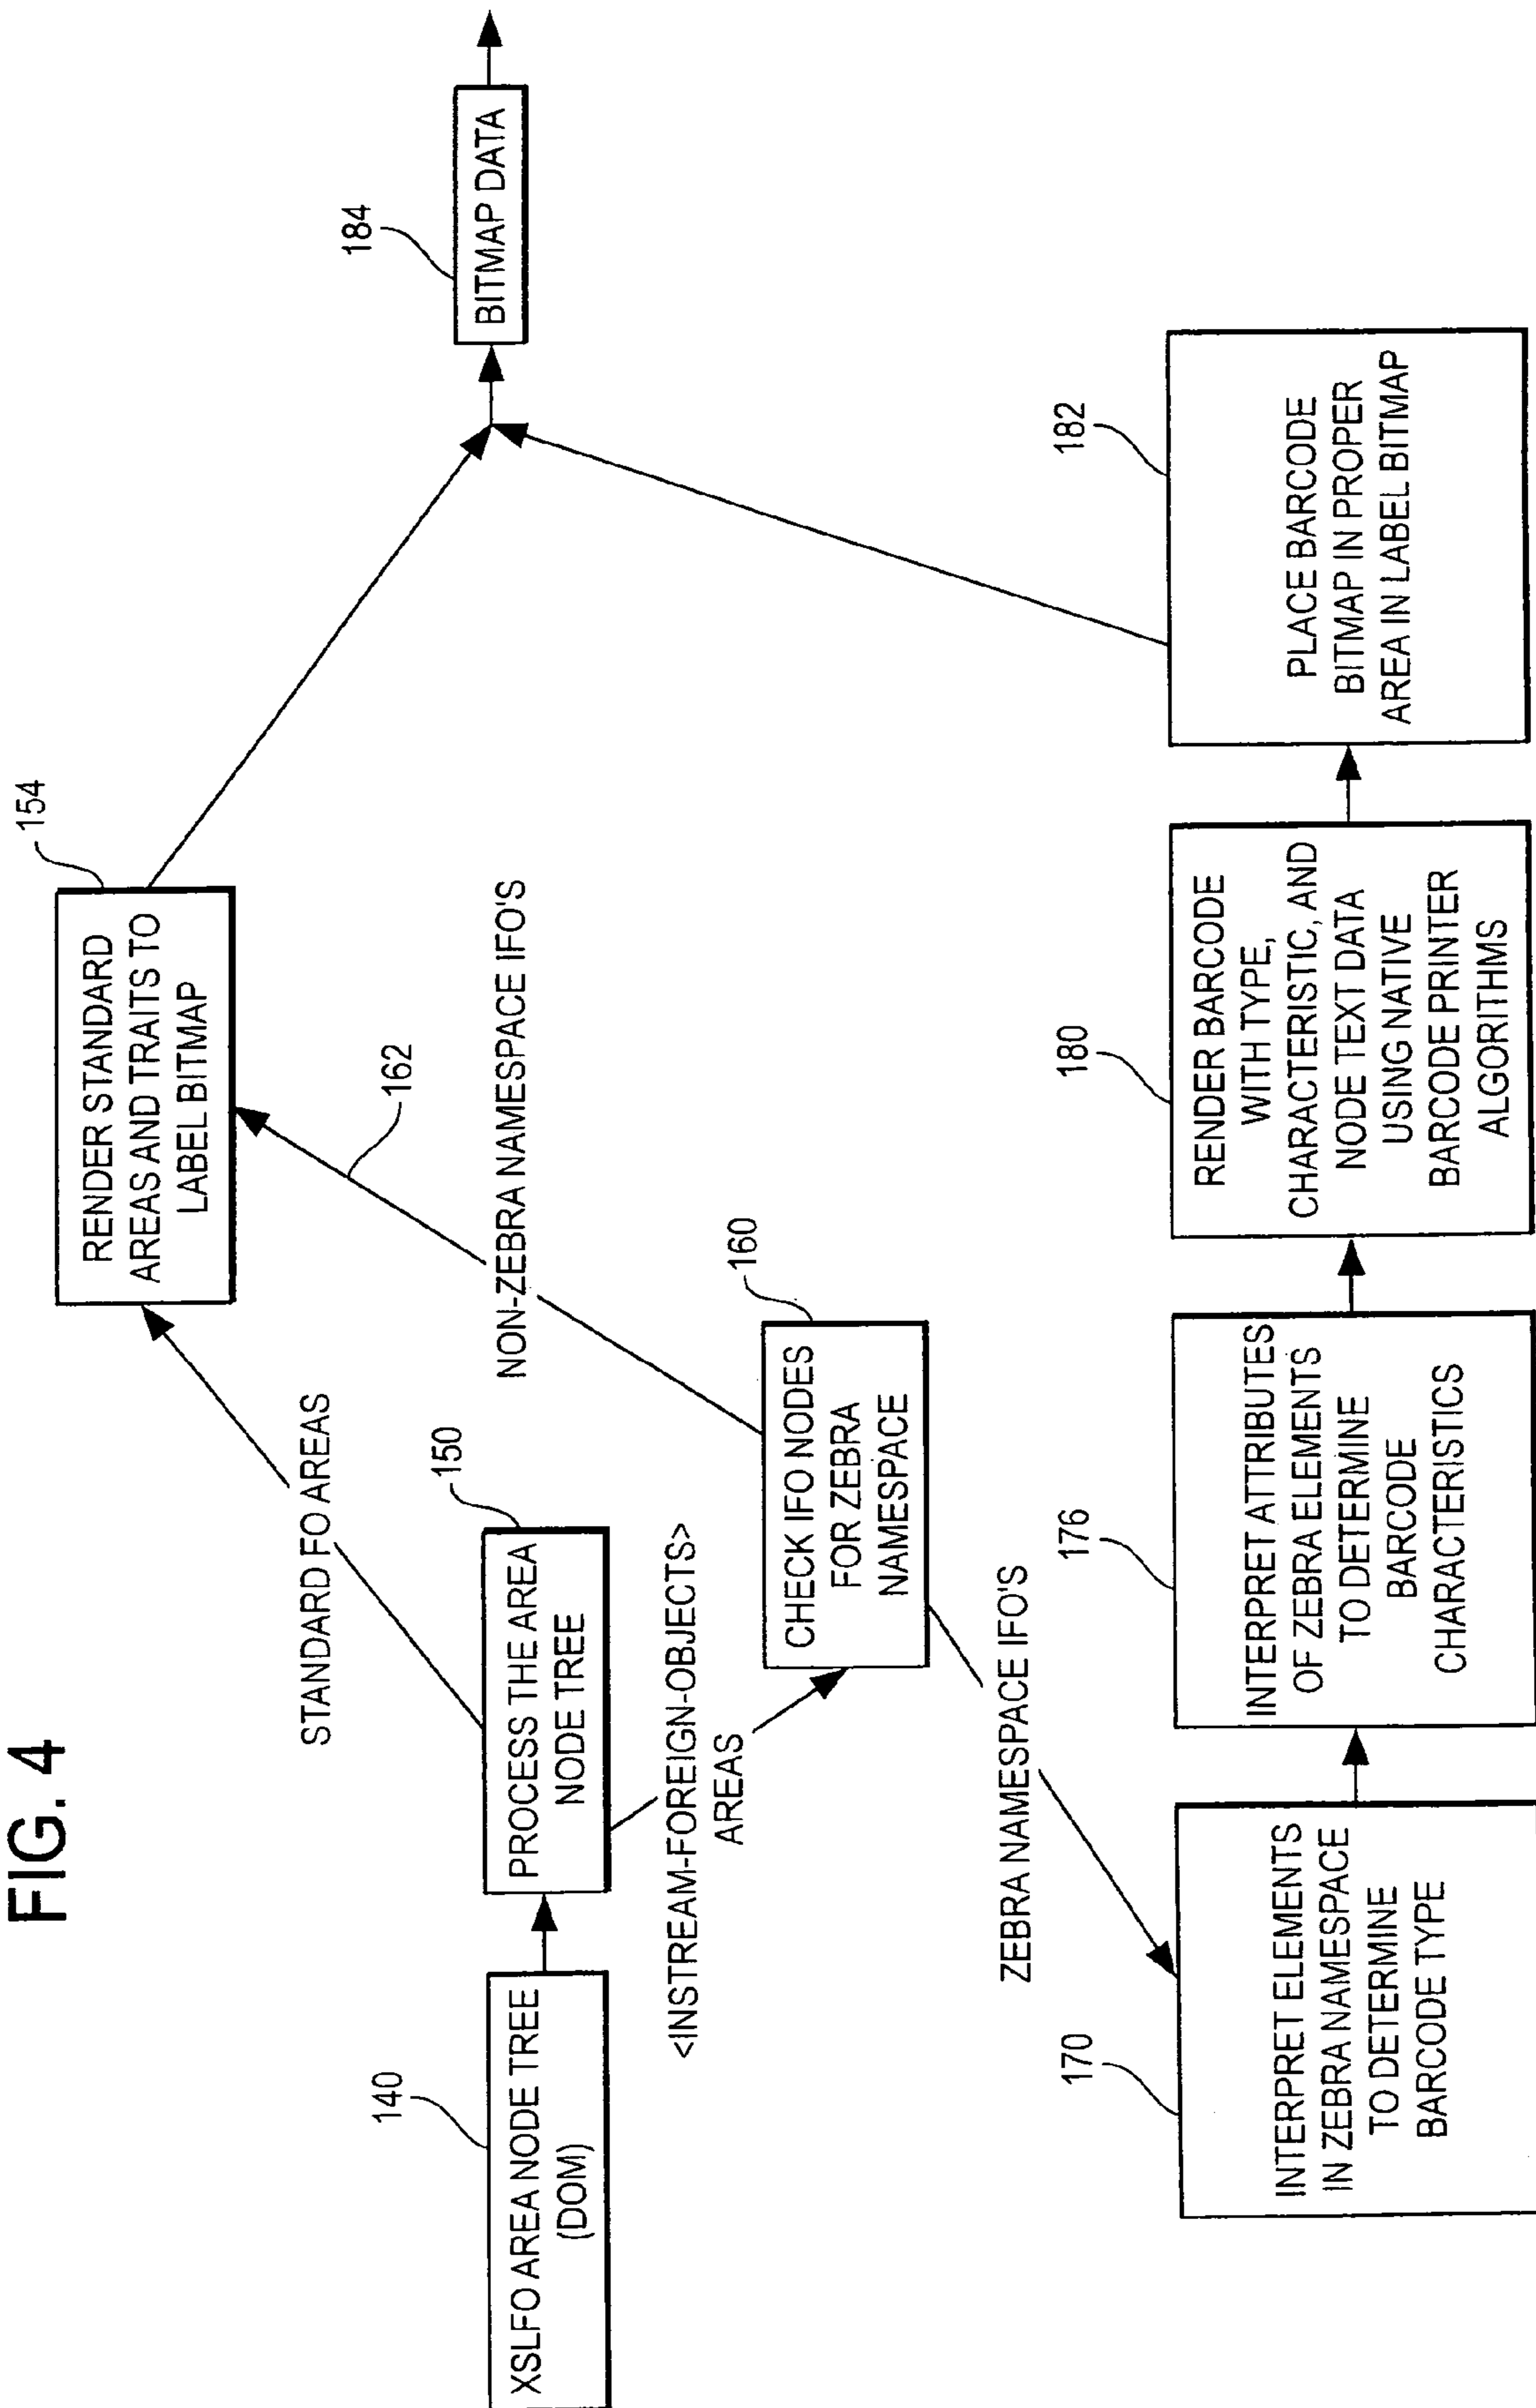 FIG. 4
140
XSLFO AREA NODE TREE
(DOM)
150
PROCESS THE AREA
NODE TREE
STANDARD FO AREAS
154
RENDER STANDARD
AREAS AND TRAITS TO
LABEL BITMAP
<INSTREAM-FOREIGN-OBJECTS>
AREAS
160
CHECK IFO NODES
FOR ZEBRA
NAMESPACE
162
NON-ZEBRA NAMESPACE IFO'S
ZEBRA NAMESPACE IFO'S
170
INTERPRET ELEMENTS
IN ZEBRA NAMESPACE
TO DETERMINE
BARCODE TYPE
176
INTERPRET ATTRIBUTES
OF ZEBRA ELEMENTS
TO DETERMINE
BARCODE
CHARACTERISTICS
180
RENDER BARCODE
WITH TYPE,
CHARACTERISTIC, AND
NODE TEXT DATA
USING NATIVE
BARCODE PRINTER
ALGORITHMS
182
PLACE BARCODE
BITMAP IN PROPER
AREA IN LABEL BITMAP
184
BITMAP DATA